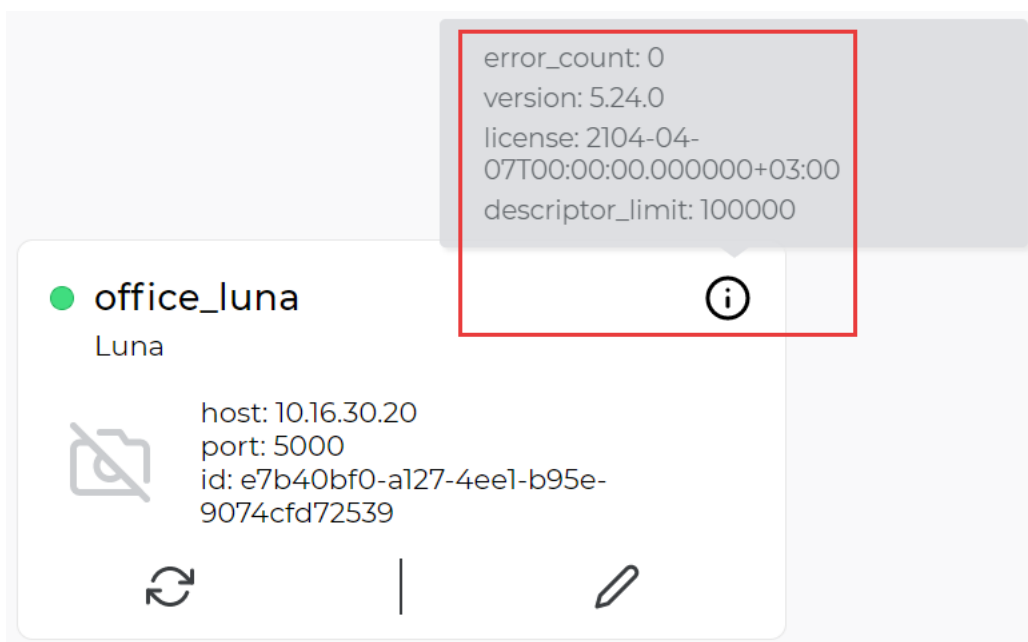 error_count: 0
version: 5.24.0
license: 2104-04-
07T00:00:00.000000+03:00
descriptor_limit: 100000
office_luna
Luna
host: 10.16.30.20
port: 5000
id: e7b40bf0-a127-4ee1-b95e-
9074cfd72539